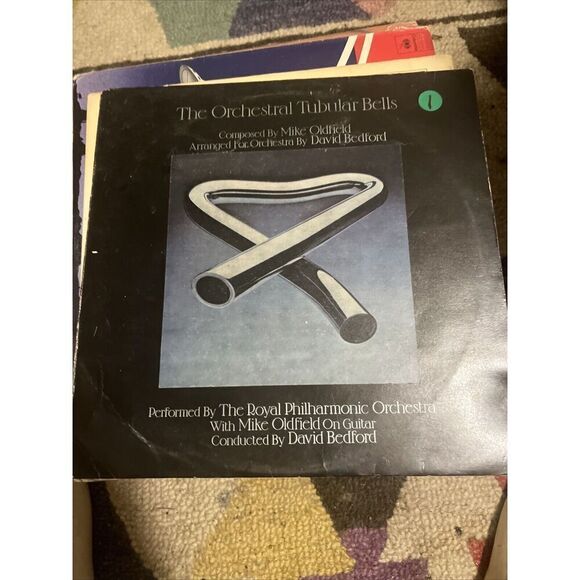 The Orchestral Tubular Bells
Composed By Mike Oldfield
Arranged For Orchestra By David Bedford
1
Performed By The Royal Philharmonic Orchestra
With Mike Oldfield On Guitar
Conducted By David Bedford